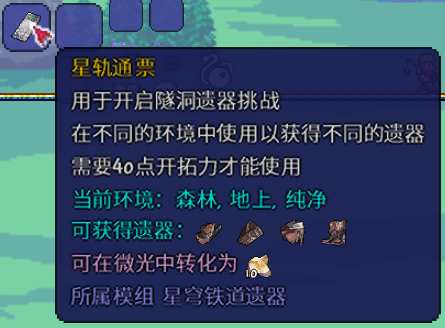 星轨通票
用于开启隧洞遗器挑战
在不同的环境中使用以获得不同的遗器
需要40点开拓力才能使用
当前环境：森林, 地上, 纯净
可获得遗器：
可在微光中转化为 10
所属模组 星穹铁道遗器